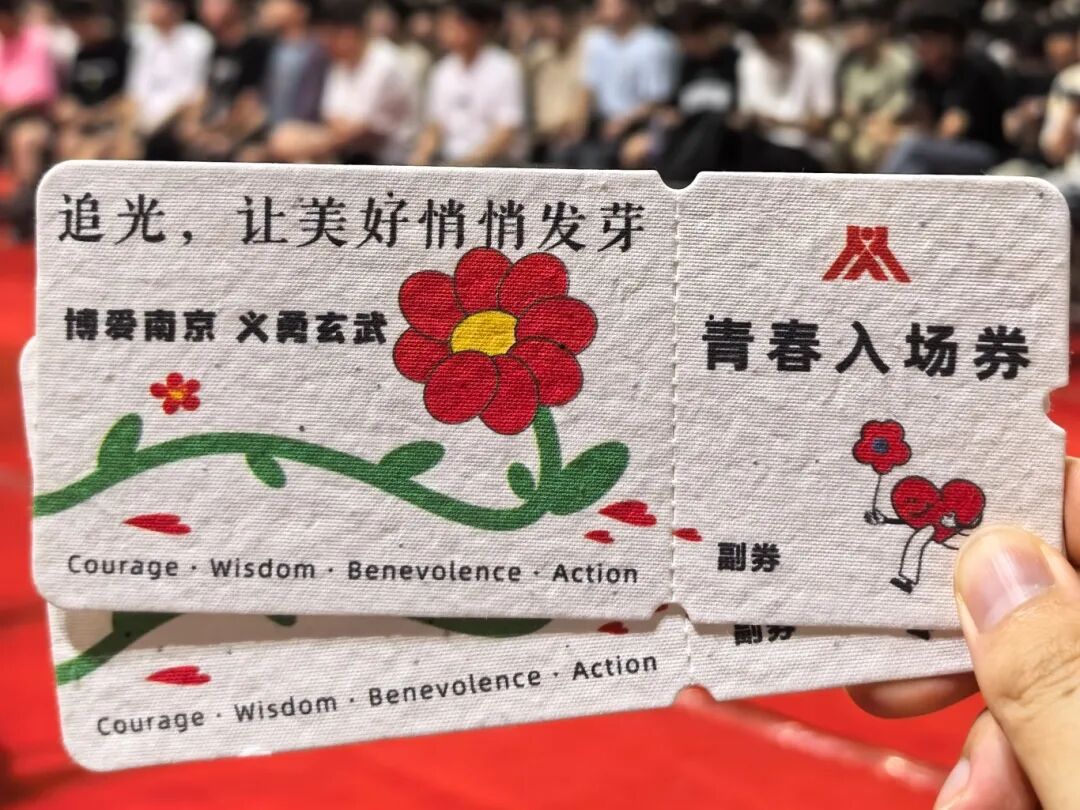 追光，让美好悄悄发芽
博爱南京 义勇玄武
Courage · Wisdom · Benevolence · Action
青春入场券
副券
副券
Courage · Wisdom · Benevolence · Action